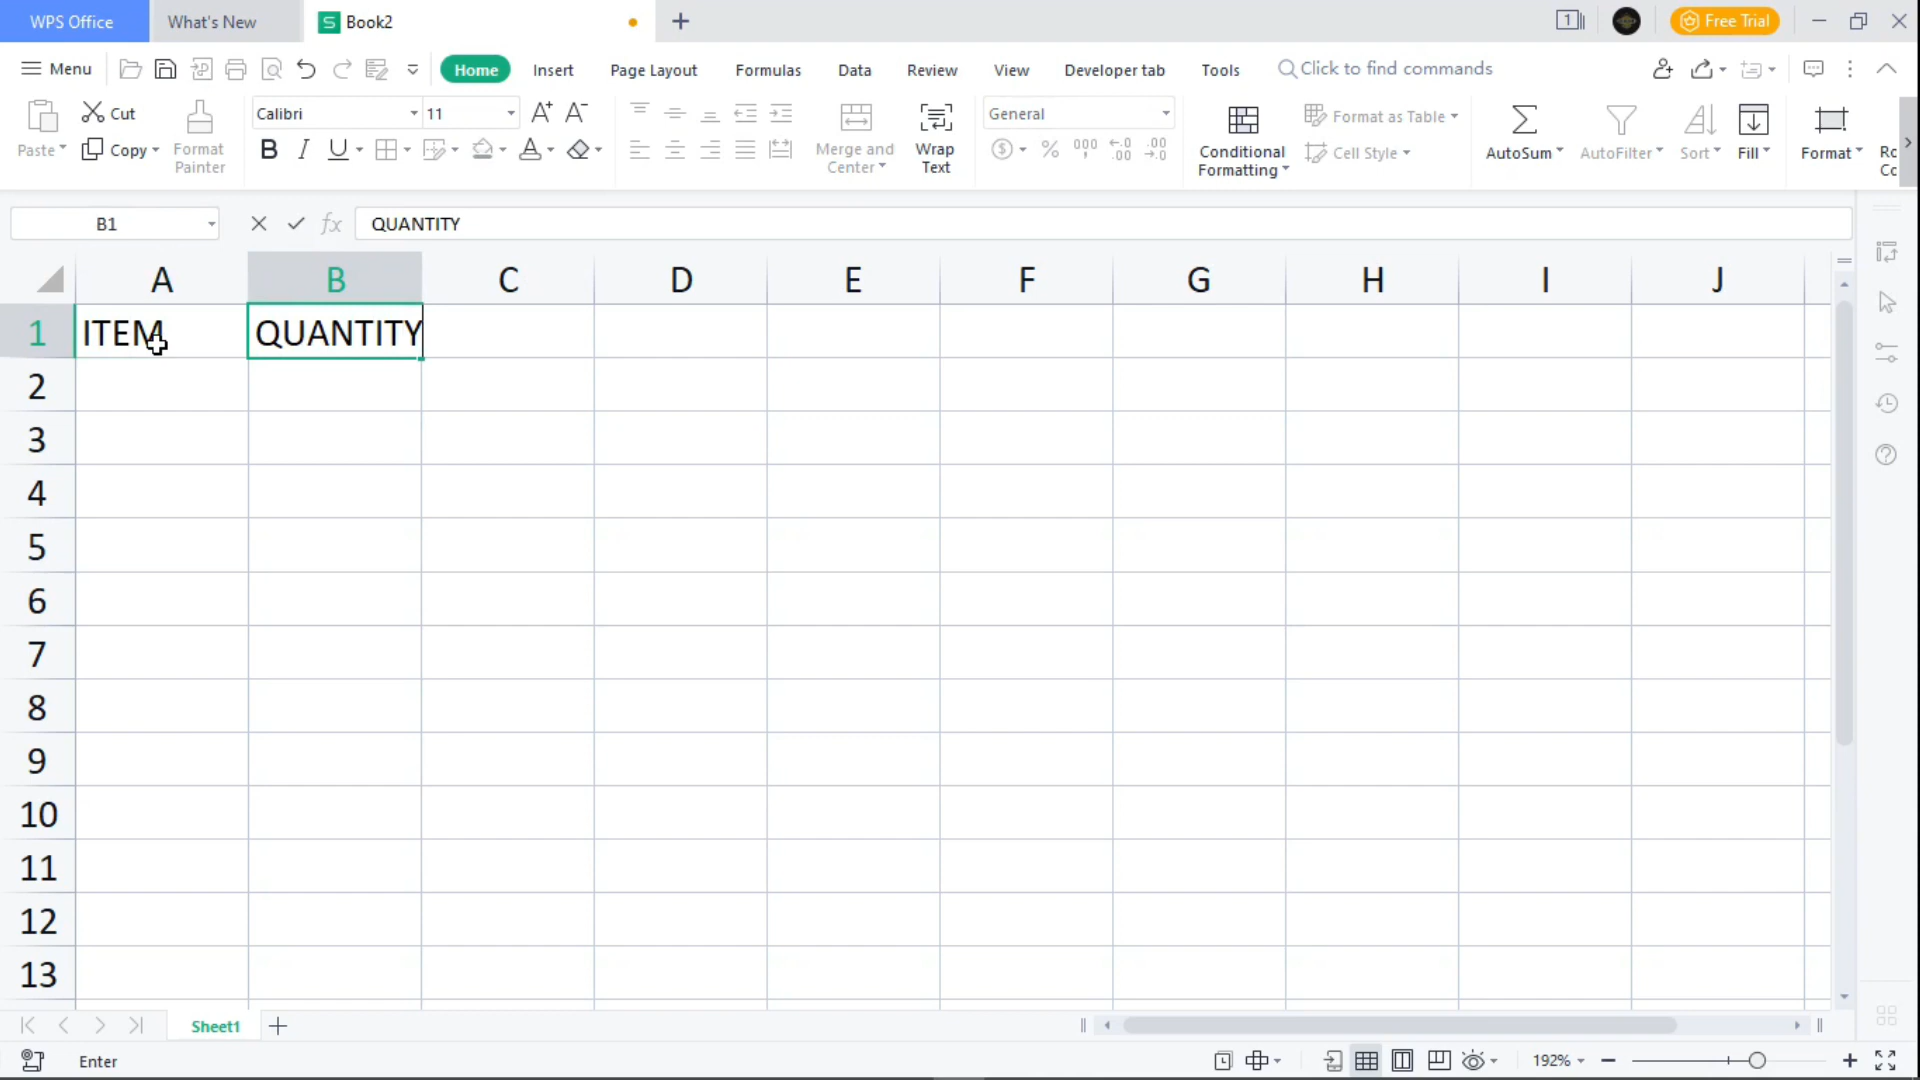 WPS Office What's New Book2 Free Trial
Menu Home Insert Page Layout Formulas Data Review View Developer tab Tools Click to find commands
Paste Cut Copy Format Painter Calibri 11 Merge and Center Wrap Text General Conditional Formatting Format as Table Cell Style AutoSum AutoFilter Sort Fill Format
B1 fx QUANTITY
A B C D E F G H I J
1 ITEM QUANTITY
2
3
4
5
6
7
8
9
10
11
12
13
Sheet1
Enter 192%